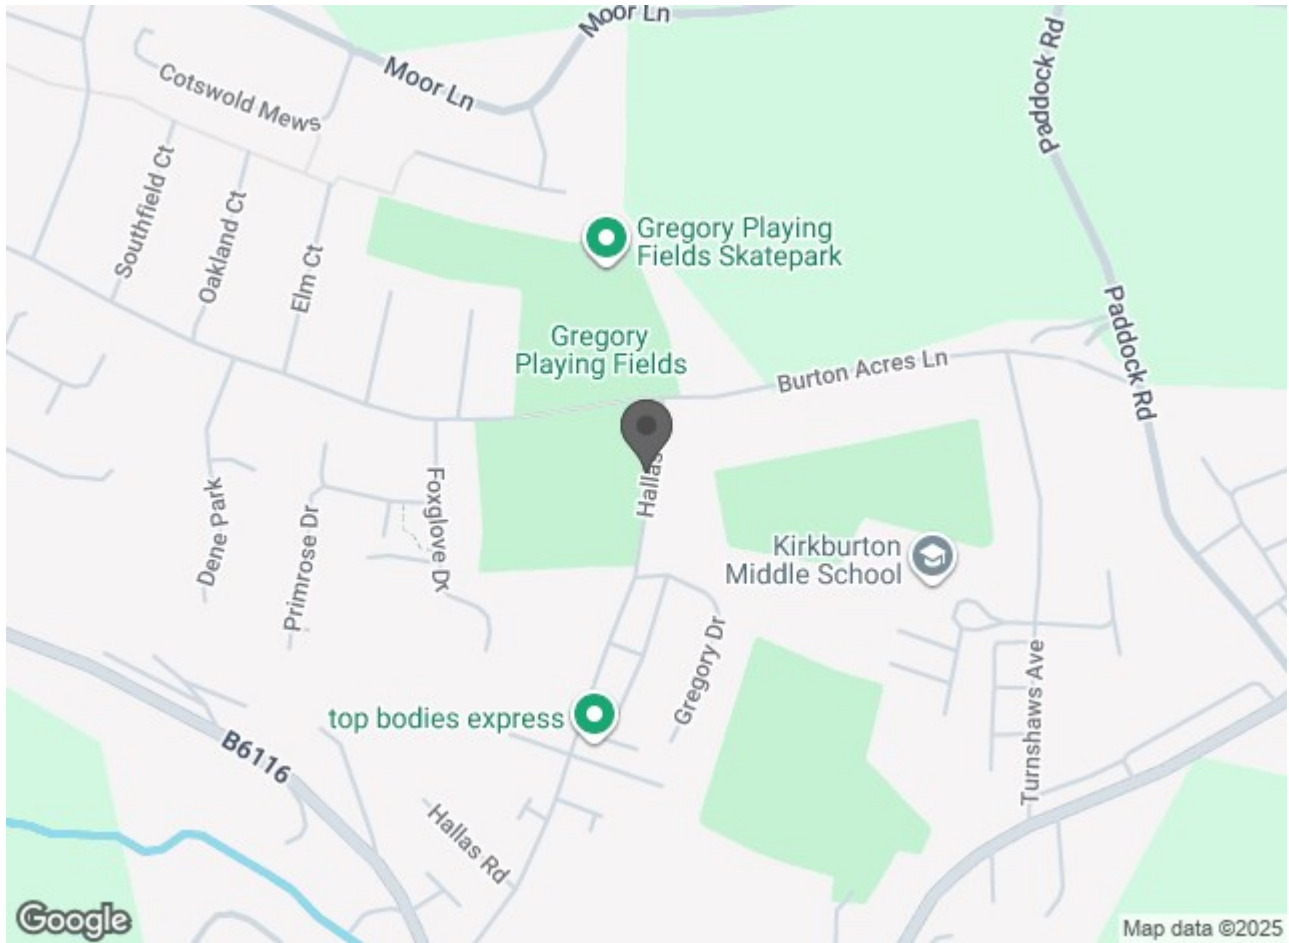 Moor Ln
Moor Ln
Paddock Rd
Cotswold Mews
Southfield Ct
Oakland Ct
Elm Ct
Gregory Playing
Fields Skatepark
Gregory
Playing Fields
Burton Acres Ln
Paddock Rd
Hallas
Foxglove Dr
Dene Park
Primrose Dr
Kirkburton
Middle School
Gregory Dr
Turnshaws Ave
top bodies express
B6116
Hallas Rd
Google
Map data ©2025